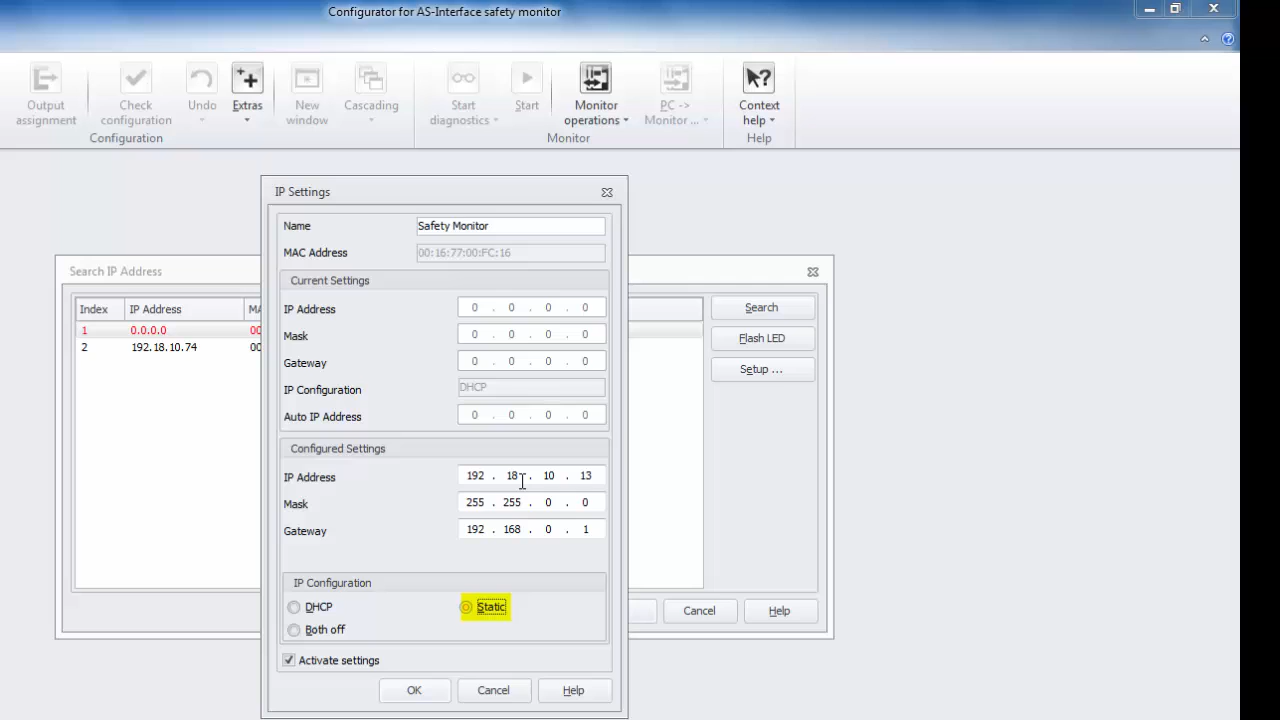 Configurator for AS-Interface safety monitor
Output assignment
Check configuration
Undo
Extras
New window
Cascading
Start diagnostics
Start
Monitor operations
PC -> Monitor ...
Context help
Configuration
Monitor
Help
IP Settings
Name Safety Monitor
MAC Address 00:16:77:00:FC:16
Current Settings
IP Address 0 . 0 . 0 . 0
Mask 0 . 0 . 0 . 0
Gateway 0 . 0 . 0 . 0
IP Configuration DHCP
Auto IP Address 0 . 0 . 0 . 0
Configured Settings
IP Address 192 . 18 . 10 . 13
Mask 255 . 255 . 0 . 0
Gateway 192 . 168 . 0 . 1
IP Configuration
DHCP Static
Both off
Activate settings
OK Cancel Help
Search IP Address
Index IP Address MA
1 0.0.0.0 00
2 192.18.10.74 00
Search
Flash LED
Setup ...
Cancel Help